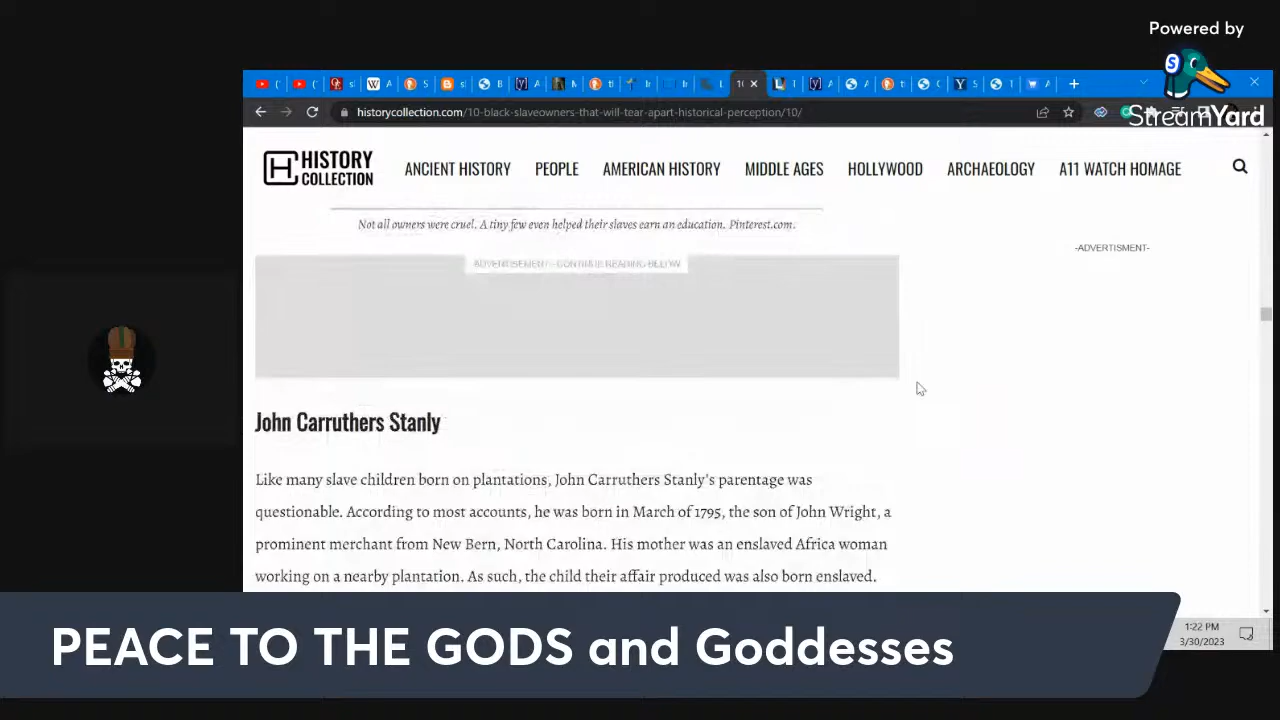 Powered by
StreamYard
historycollection.com/10-black-slaveowners-that-will-tear-apart-historical-perception/10/
HISTORY
COLLECTION
ANCIENT HISTORY PEOPLE AMERICAN HISTORY MIDDLE AGES HOLLYWOOD ARCHAEOLOGY A11 WATCH HOMAGE
Not all owners were cruel. A tiny few even helped their slaves earn an education. Pinterest.com.
-ADVERTISMENT-
ADVERTISEMENT - CONTINUE READING BELOW
John Carruthers Stanly
Like many slave children born on plantations, John Carruthers Stanly's parentage was
questionable. According to most accounts, he was born in March of 1795, the son of John Wright, a
prominent merchant from New Bern, North Carolina. His mother was an enslaved Africa woman
working on a nearby plantation. As such, the child their affair produced was also born enslaved.
PEACE TO THE GODS and Goddesses
1:22 PM
3/30/2023